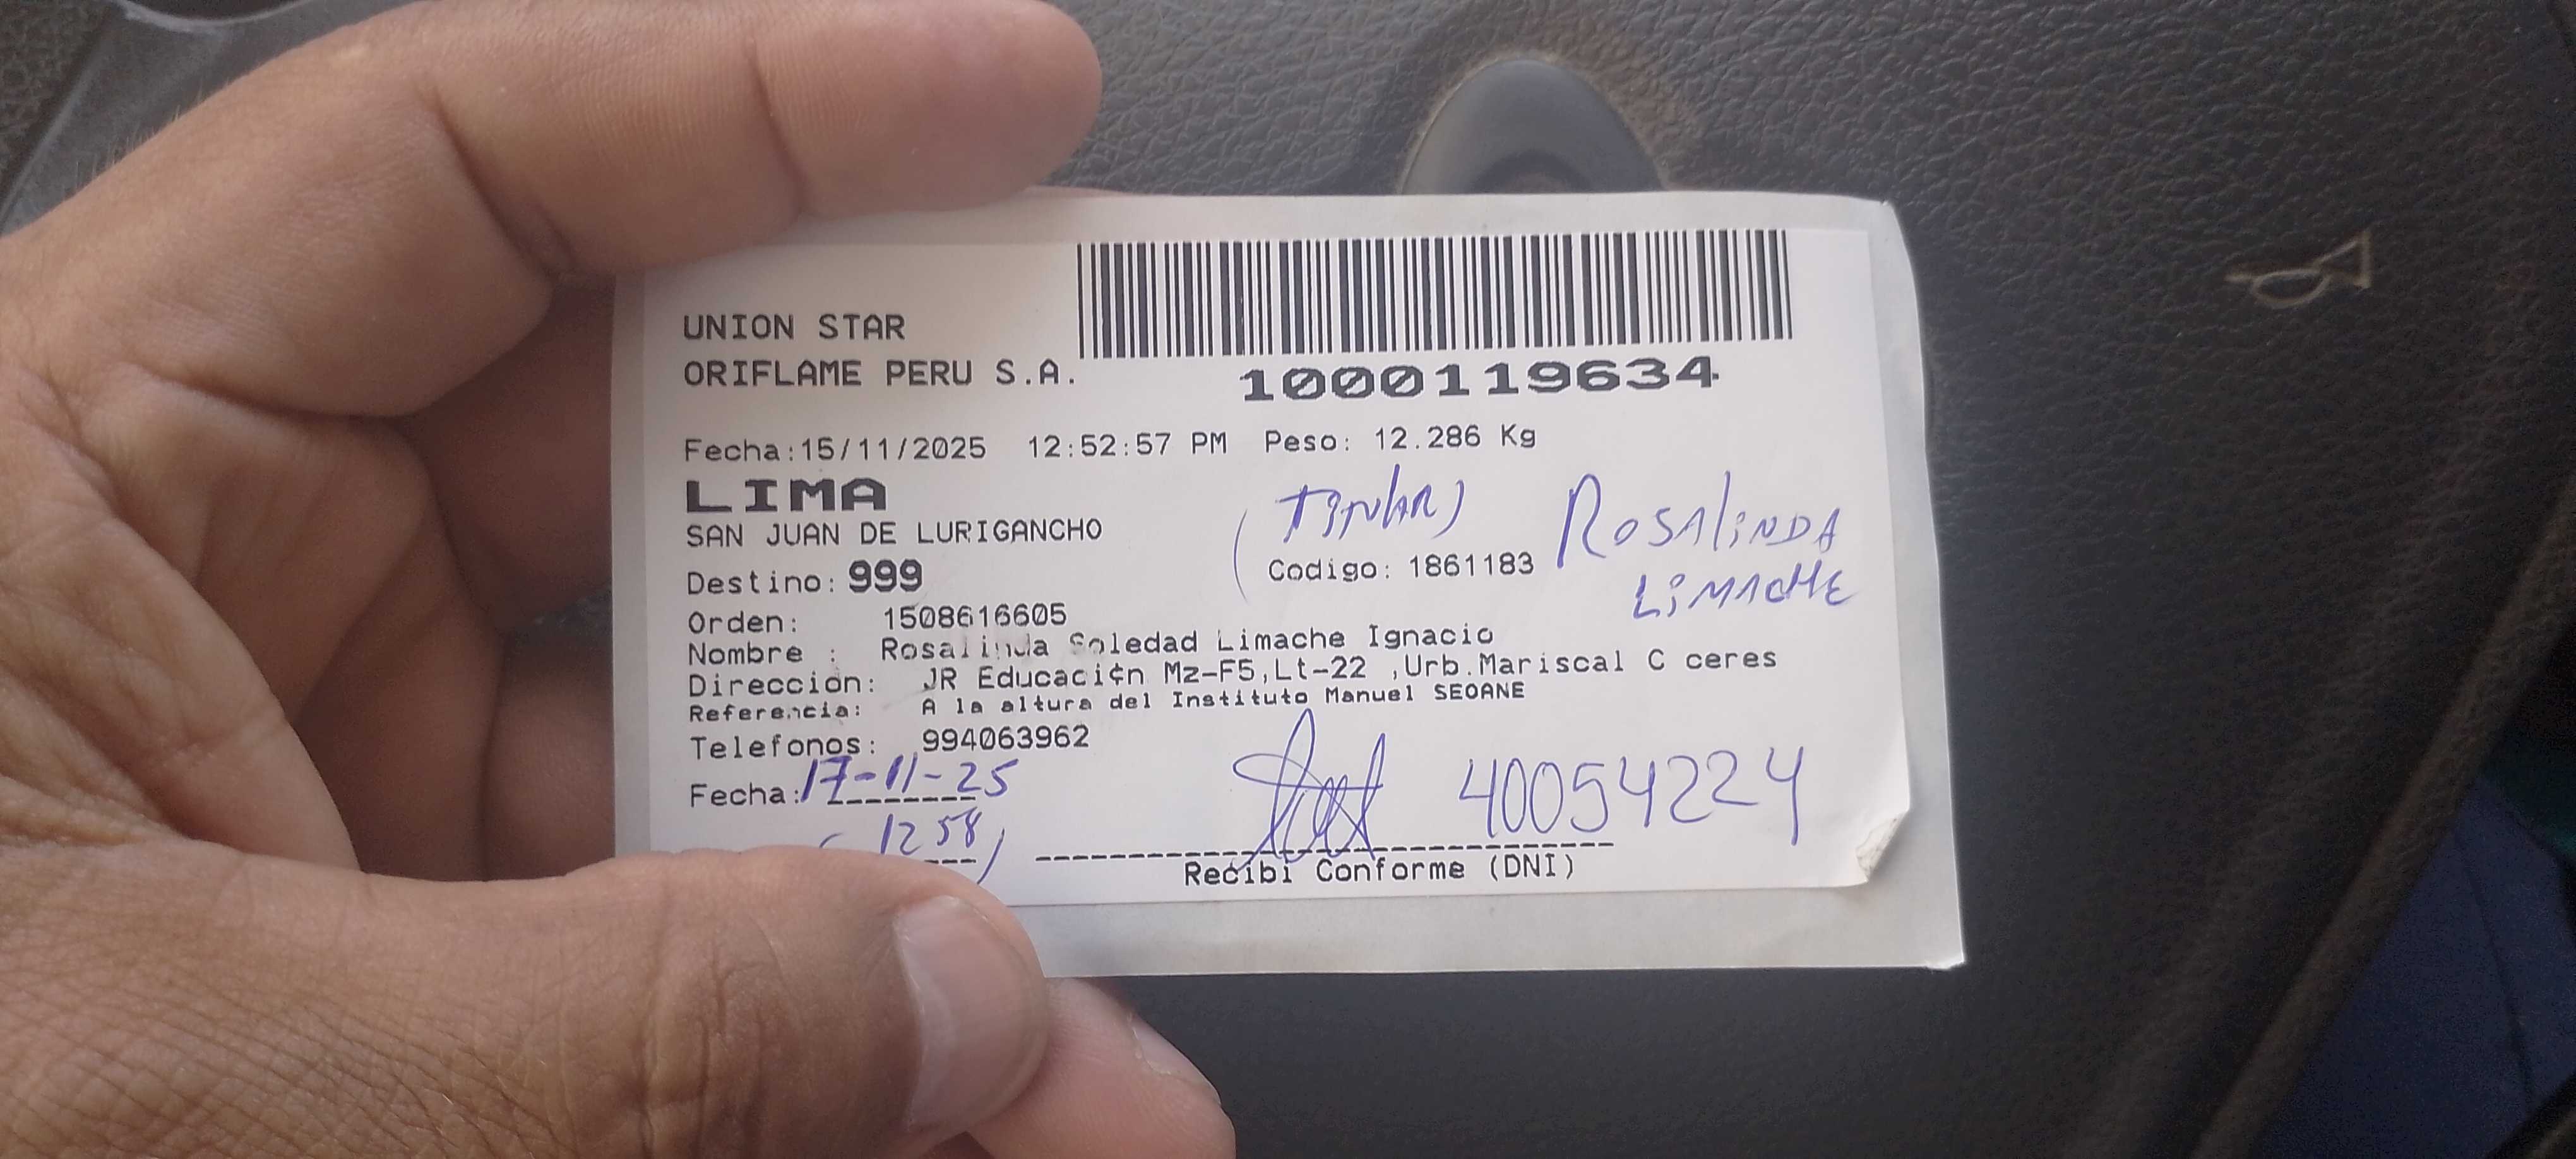 UNION STAR
ORIFLAME PERU S.A.
1000119634
Fecha:15/11/2025 12:52:57 PM Peso: 12.286 Kg
LIMA
(TITULAR) ROSALINDA
SAN JUAN DE LURIGANCHO
Codigo: 1861183
LIMACHE
Destino: 999
Orden: 1508616605
Nombre : Rosalinda Soledad Limache Ignacio
Direccion: JR Educaci¢n Mz-F5,Lt-22 ,Urb.Mariscal C ceres
Referencia: A la altura del Instituto Manuel SEOANE
Telefonos: 994063962
Fecha: 17-11-25
40054224
(12 58)
Recibi Conforme (DNI)